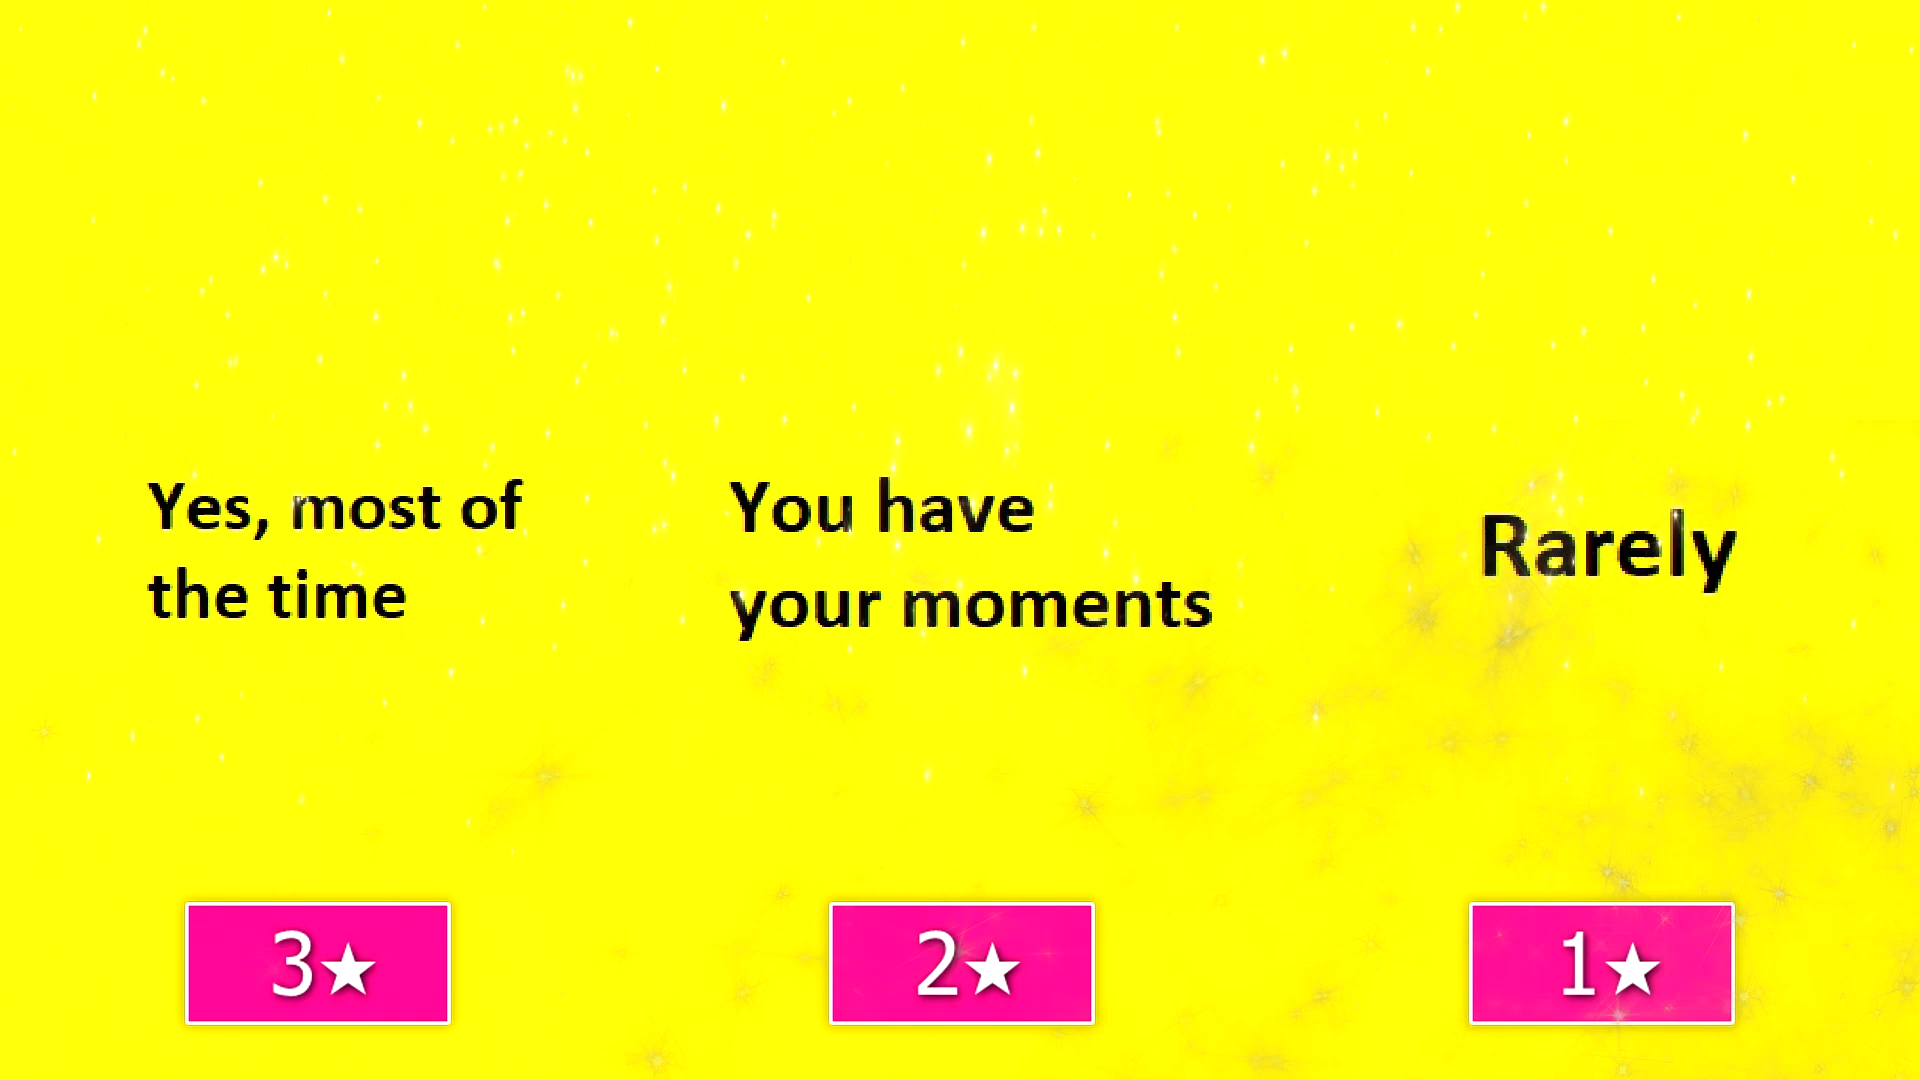 Yes, most of
the time
You have
your moments
Rarely
3★
2★
1★